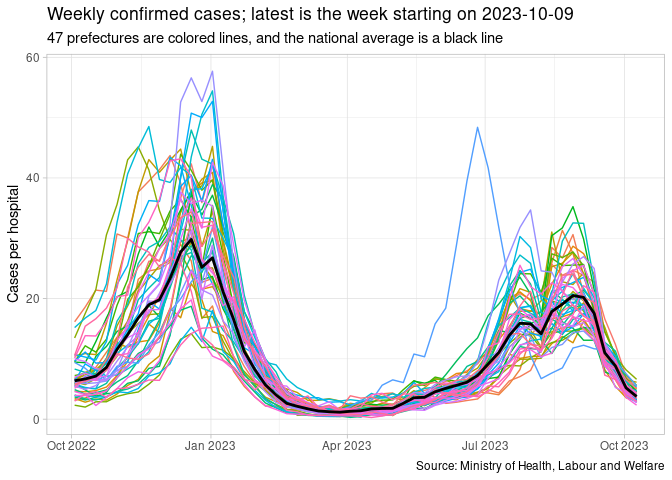 Weekly confirmed cases; latest is the week starting on 2023-10-09
47 prefectures are colored lines, and the national average is a black line
Cases per hospital
60
40
20
0
Oct 2022 Jan 2023 Apr 2023 Jul 2023 Oct 2023
Source: Ministry of Health, Labour and Welfare